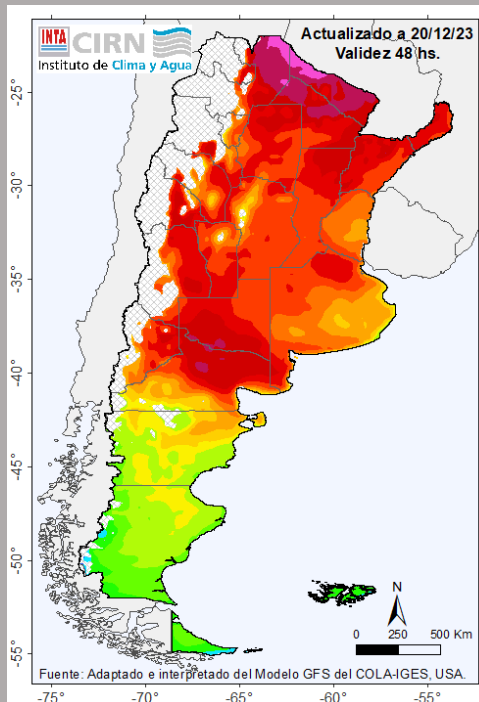 INTA CIRN
Instituto de Clima y Agua
Actualizado a 20/12/23
Validez 48 hs.
-25°
-30°
-35°
-40°
-45°
-50°
-55°
N
0 250 500 Km
Fuente: Adaptado e interpretado del Modelo GFS del COLA-IGES, USA.
-75 -70 -65 -60 -55